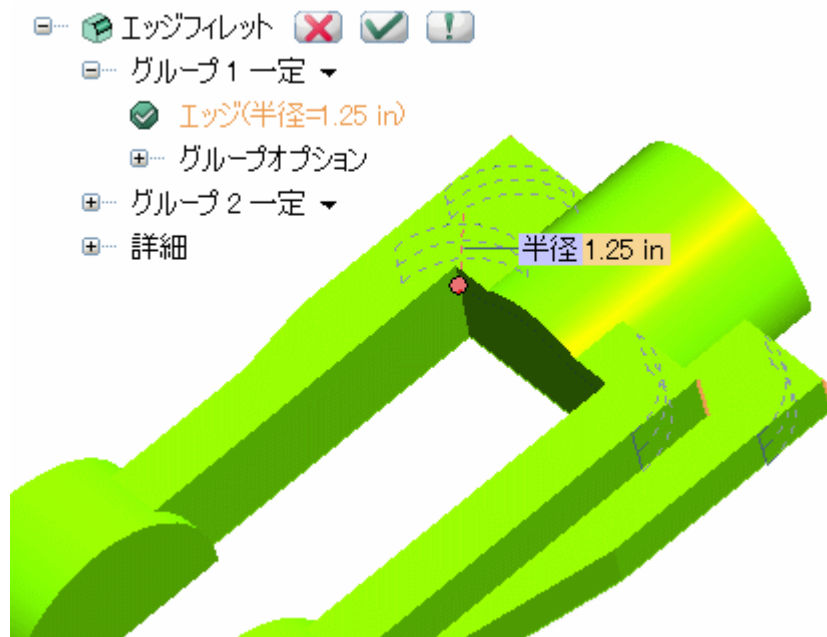 エッジフィレット
グループ1 一定
エッジ(半径=1.25 in)
グループオプション
グループ2 一定
詳細
半径 1.25 in